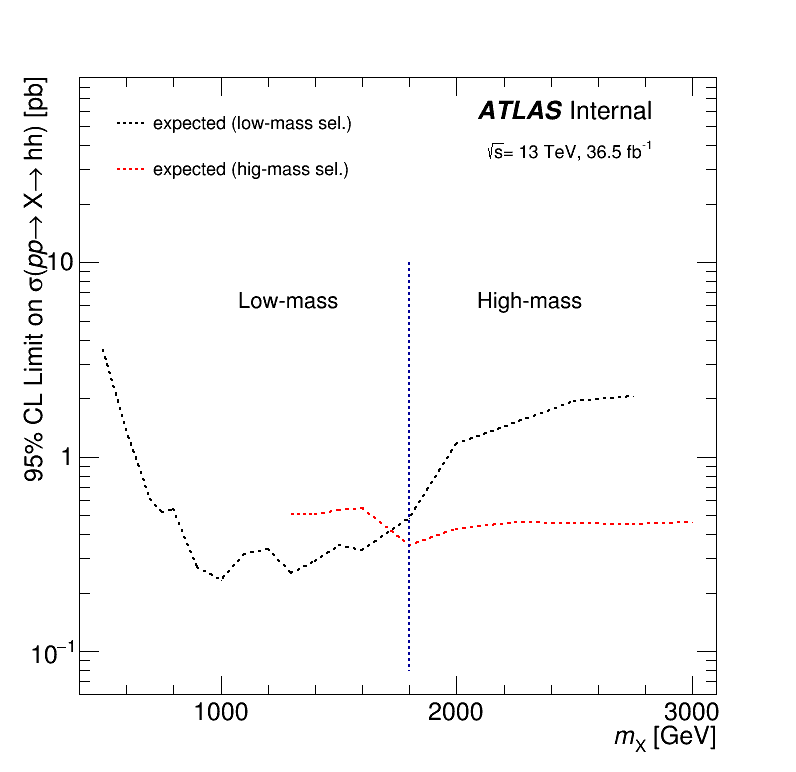 95% CL Limit on σ(pp→ X→ hh) [pb]
expected (low-mass sel.)
expected (hig-mass sel.)
ATLAS Internal
√s= 13 TeV, 36.5 fb⁻¹
10
Low-mass
High-mass
1
10⁻¹
1000
2000
3000
m_X [GeV]